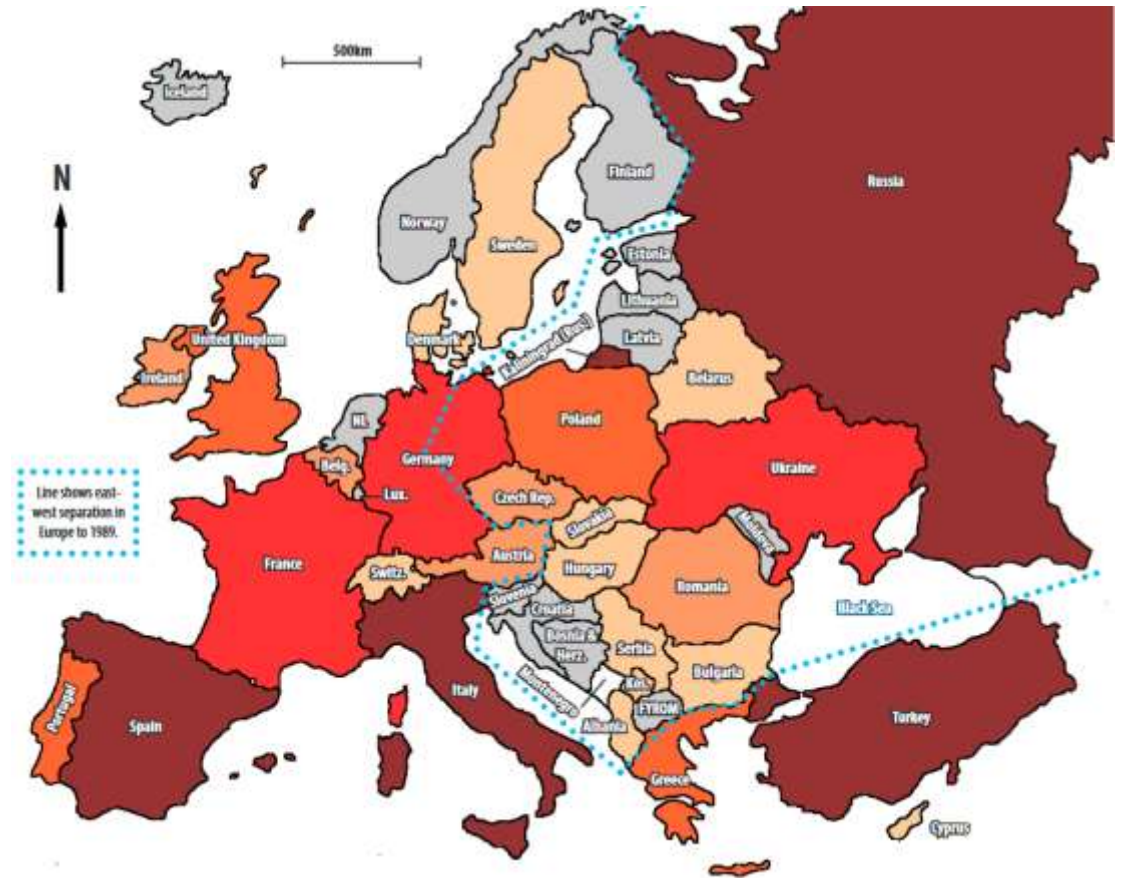 500km
Iceland
N
Finland
Russia
Norway
Sweden
Estonia
Lithuania
Latvia
United Kingdom
Denmark
Kaliningrad (Rus)
Ireland
Belarus
Nl.
Poland
Germany
Belg.
Ukraine
Line shows east-
west separation in
Europe to 1989.
Lux.
Czech Rep.
Slovakia
Moldova
France
Austria
Switz.
Hungary
Romania
Slovenia
Croatia
Black Sea
Bosnia &
Herz.
Serbia
Bulgaria
Montenegro
Italy
FYROM
Portugal
Spain
Albania
Turkey
Greece
Cyprus